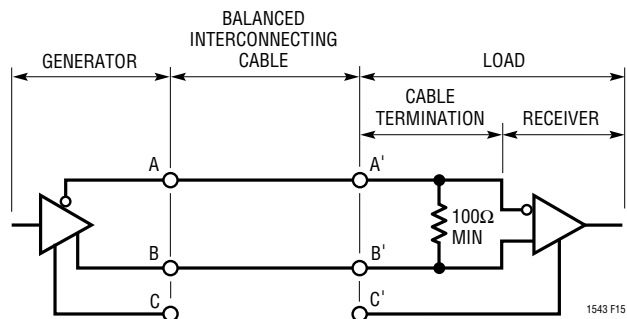 BALANCED
INTERCONNECTING
CABLE
GENERATOR
LOAD
CABLE
TERMINATION
RECEIVER
A
A'
100Ω
MIN
B
B'
C
C'
1543 F15